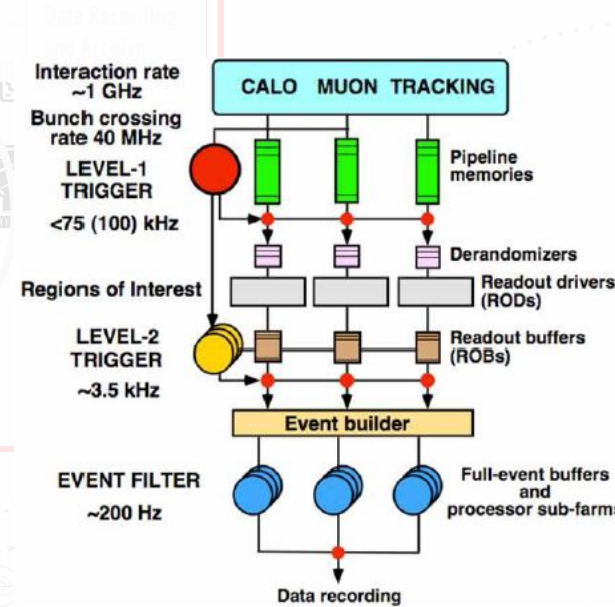 Interaction rate
~1 GHz
CALO MUON TRACKING
Bunch crossing
rate 40 MHz
LEVEL-1
TRIGGER
Pipeline
memories
<75 (100) kHz
Derandomizers
Regions of Interest
Readout drivers
(RODs)
LEVEL-2
TRIGGER
Readout buffers
(ROBs)
~3.5 kHz
Event builder
EVENT FILTER
~200 Hz
Full-event buffers
and
processor sub-farms
Data recording